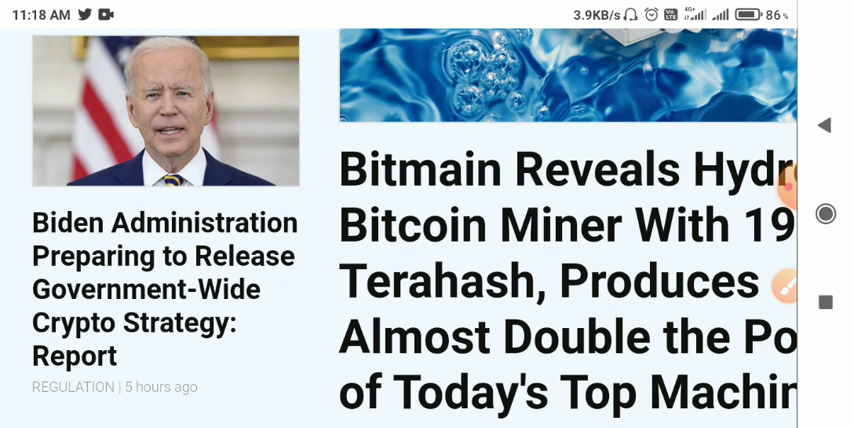 11:18 AM
3.9KB/s 4G+ 86%
Biden Administration
Preparing to Release
Government-Wide
Crypto Strategy:
Report
REGULATION | 5 hours ago
Bitmain Reveals Hydr
Bitcoin Miner With 19
Terahash, Produces
Almost Double the Po
of Today's Top Machin